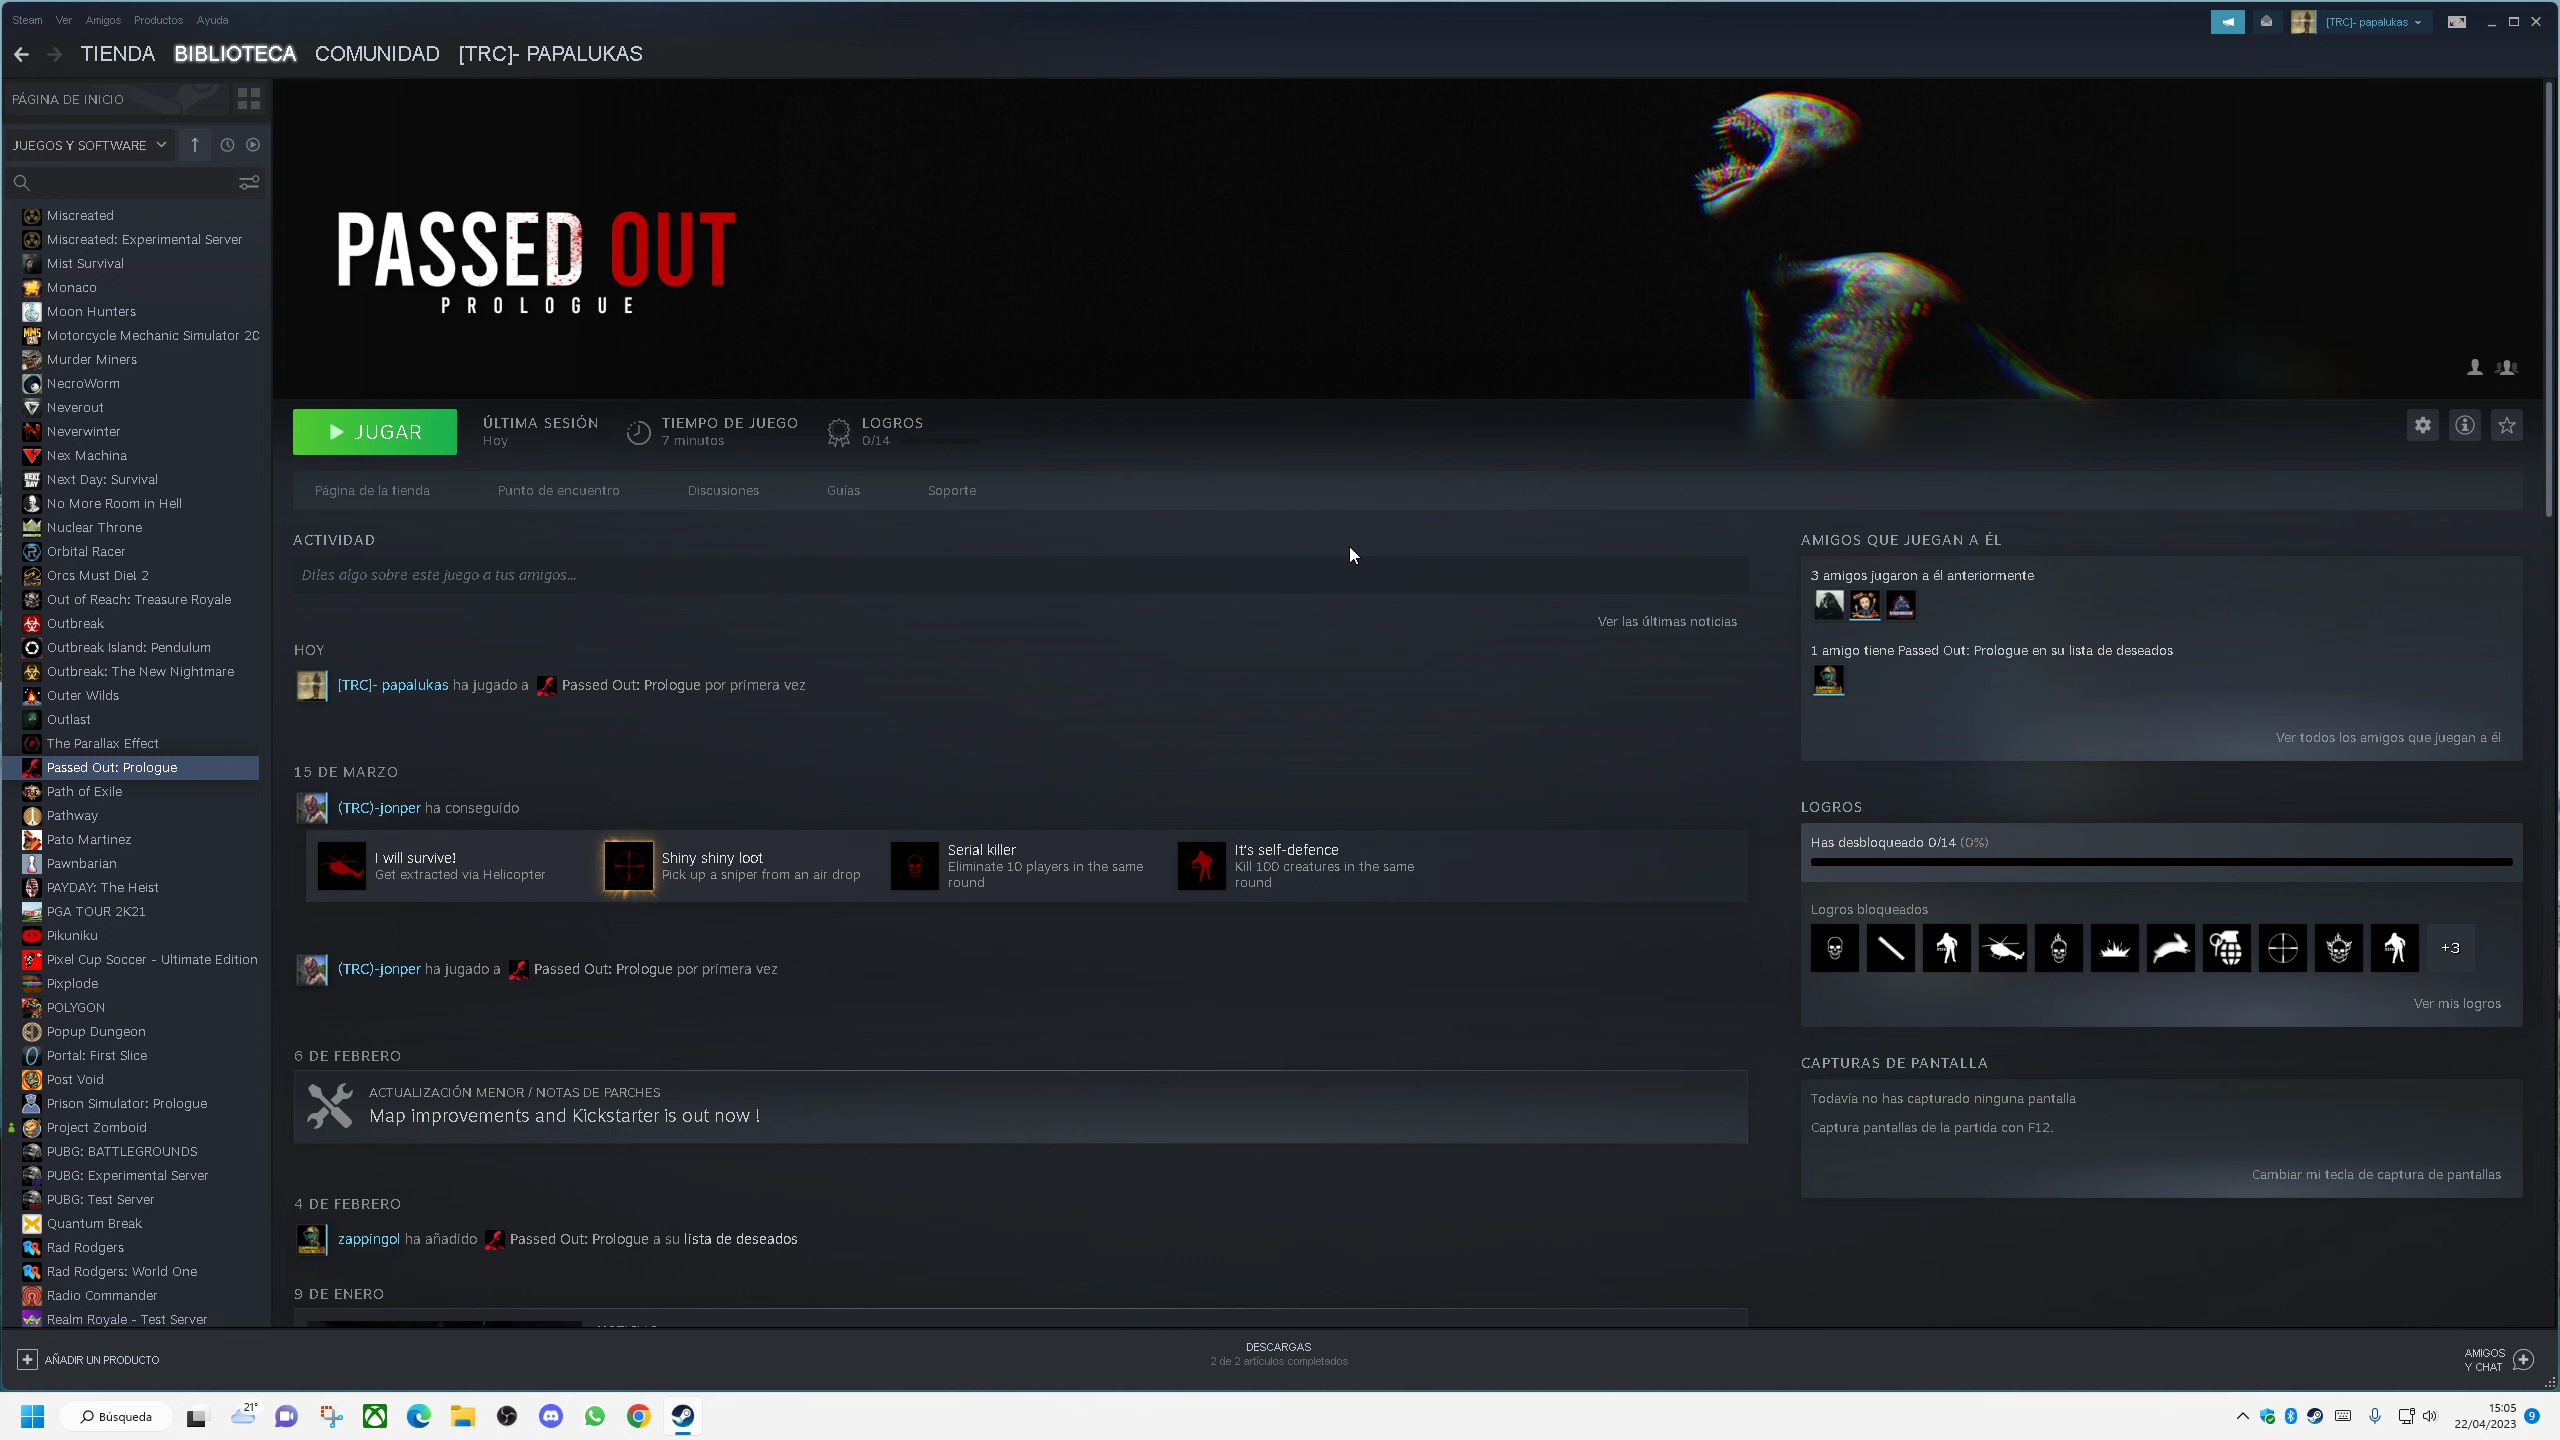 Steam Ver Amigos Productos Ayuda
[TRC]- papalukas
TIENDA BIBLIOTECA COMUNIDAD [TRC]- PAPALUKAS
PÁGINA DE INICIO
JUEGOS Y SOFTWARE
Miscreated
Miscreated: Experimental Server
Mist Survival
Monaco
Moon Hunters
Motorcycle Mechanic Simulator 20
Murder Miners
NecroWorm
Neverout
Neverwinter
Nex Machina
Next Day: Survival
No More Room in Hell
Nuclear Throne
Orbital Racer
Orcs Must Die! 2
Out of Reach: Treasure Royale
Outbreak
Outbreak Island: Pendulum
Outbreak: The New Nightmare
Outer Wilds
Outlast
The Parallax Effect
Passed Out: Prologue
Path of Exile
Pathway
Pato Martinez
Pawnbarian
PAYDAY: The Heist
PGA TOUR 2K21
Pikuniku
Pixel Cup Soccer - Ultimate Edition
Pixplode
POLYGON
Popup Dungeon
Portal: First Slice
Post Void
Prison Simulator: Prologue
Project Zomboid
PUBG: BATTLEGROUNDS
PUBG: Experimental Server
PUBG: Test Server
Quantum Break
Rad Rodgers
Rad Rodgers: World One
Radio Commander
Realm Royale - Test Server
PASSED OUT
PROLOGUE
JUGAR
ÚLTIMA SESIÓN
Hoy
TIEMPO DE JUEGO
7 minutos
LOGROS
0/14
Página de la tienda Punto de encuentro Discusiones Guías Soporte
ACTIVIDAD
Diles algo sobre este juego a tus amigos...
Ver las últimas noticias
HOY
[TRC]- papalukas ha jugado a Passed Out: Prologue por primera vez
15 DE MARZO
(TRC)-jonper ha conseguido
I will survive!
Get extracted via Helicopter
Shiny shiny loot
Pick up a sniper from an air drop
Serial killer
Eliminate 10 players in the same
round
It's self-defence
Kill 100 creatures in the same
round
(TRC)-jonper ha jugado a Passed Out: Prologue por primera vez
6 DE FEBRERO
ACTUALIZACIÓN MENOR / NOTAS DE PARCHES
Map improvements and Kickstarter is out now !
4 DE FEBRERO
zappingol ha añadido Passed Out: Prologue a su lista de deseados
9 DE ENERO
AMIGOS QUE JUEGAN A ÉL
3 amigos jugaron a él anteriormente
1 amigo tiene Passed Out: Prologue en su lista de deseados
Ver todos los amigos que juegan a él
LOGROS
Has desbloqueado 0/14 (0%)
Logros bloqueados
+3
Ver mis logros
CAPTURAS DE PANTALLA
Todavía no has capturado ninguna pantalla
Captura pantallas de la partida con F12.
Cambiar mi tecla de captura de pantallas
AÑADIR UN PRODUCTO
DESCARGAS
2 de 2 artículos completados
AMIGOS
Y CHAT
Búsqueda
21°
15:05
22/04/2023
9